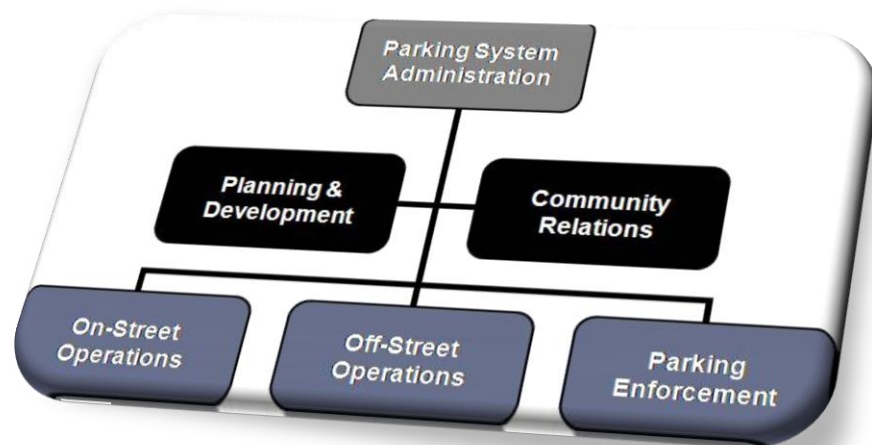 Parking System
Administration
Planning &
Development
Community
Relations
On-Street
Operations
Off-Street
Operations
Parking
Enforcement